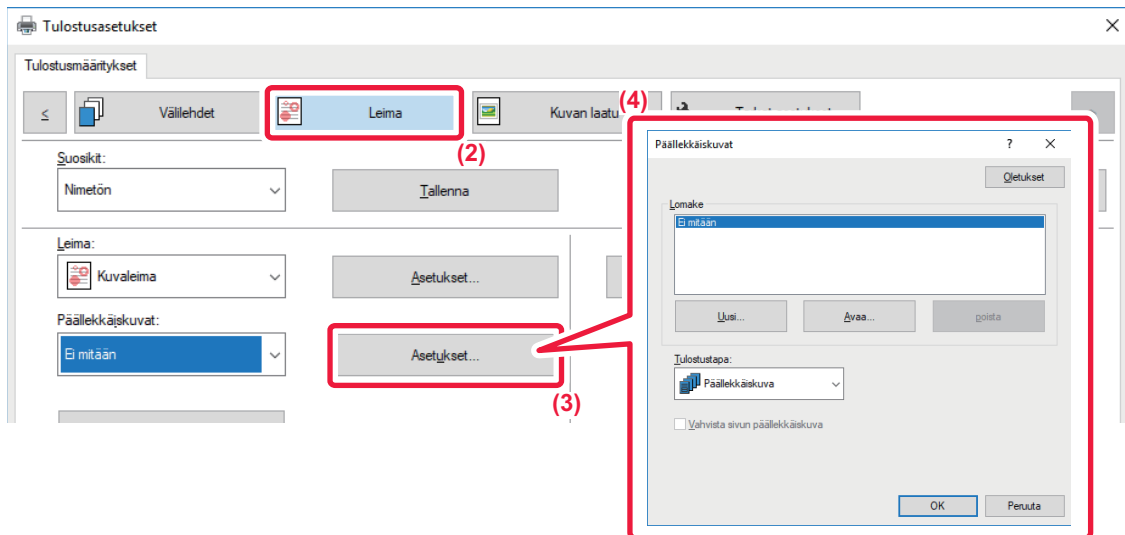 Tulostusasetukset
Tulostusmääritykset
≤
Välilehdet
Leima
Kuvan laatu
(4)
(2)
Suosikit:
Nimetön
Tallenna
Leima:
Kuvaleima
Asetukset...
Päällekkäiskuvat:
Ei mitään
Asetukset...
(3)
Päällekkäiskuvat
?
Oletukset
Lomake
Ei mitään
Uusi...
Avaa...
poista
Tulostustapa:
Päällekkäiskuva
Vahvista sivun päällekkäiskuva
OK
Peruuta